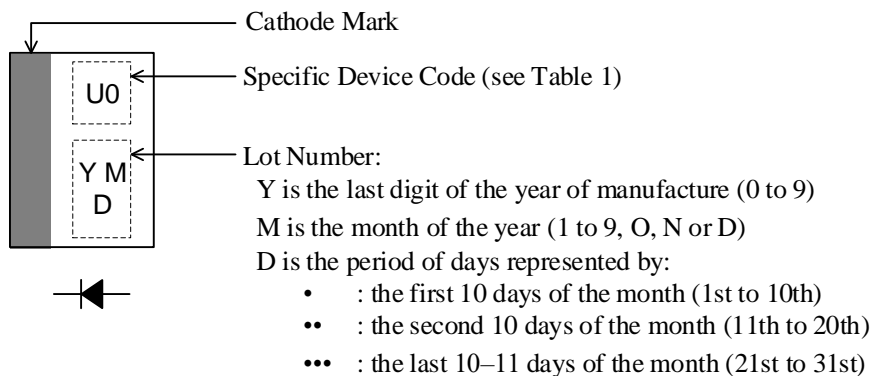 Cathode Mark
Specific Device Code (see Table 1)
U0
Lot Number:
Y M
D
Y is the last digit of the year of manufacture (0 to 9)
M is the month of the year (1 to 9, O, N or D)
D is the period of days represented by:
• : the first 10 days of the month (1st to 10th)
•• : the second 10 days of the month (11th to 20th)
••• : the last 10–11 days of the month (21st to 31st)